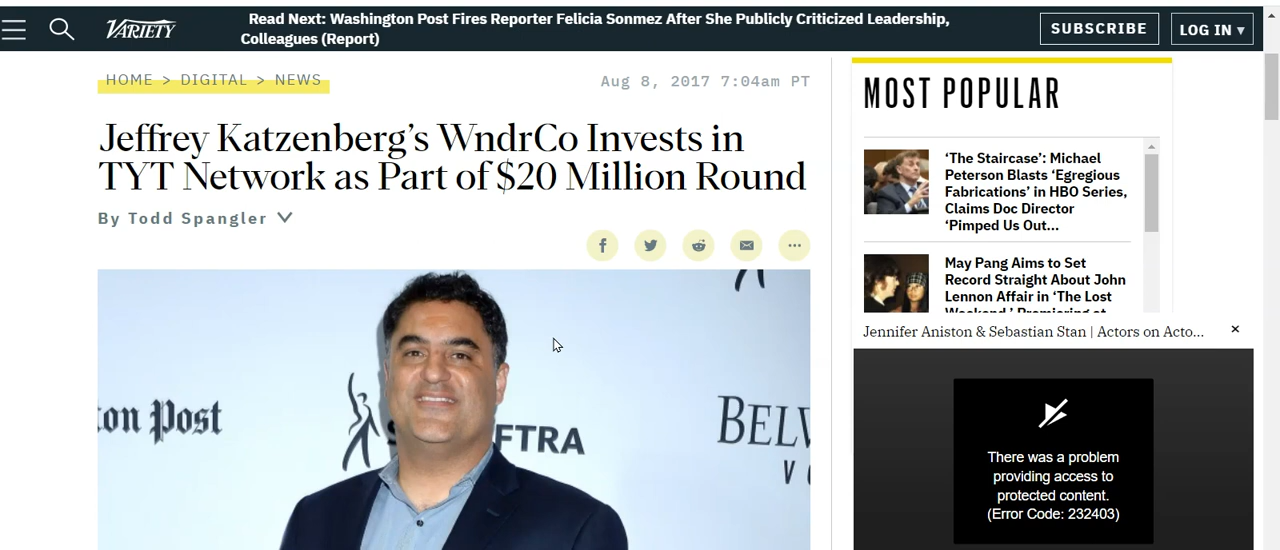 VARIETY
Read Next: Washington Post Fires Reporter Felicia Sonmez After She Publicly Criticized Leadership,
Colleagues (Report)
SUBSCRIBE
LOG IN ▾
HOME > DIGITAL > NEWS
Aug 8, 2017 7:04am PT
Jeffrey Katzenberg's WndrCo Invests in
TYT Network as Part of $20 Million Round
By Todd Spangler
ton Post
FTRA
BELV
V
MOST POPULAR
'The Staircase': Michael
Peterson Blasts 'Egregious
Fabrications' in HBO Series,
Claims Doc Director
'Pimped Us Out...
May Pang Aims to Set
Record Straight About John
Lennon Affair in 'The Lost
Weekend,' Premiering at
Jennifer Aniston & Sebastian Stan | Actors on Acto...
There was a problem
providing access to
protected content.
(Error Code: 232403)